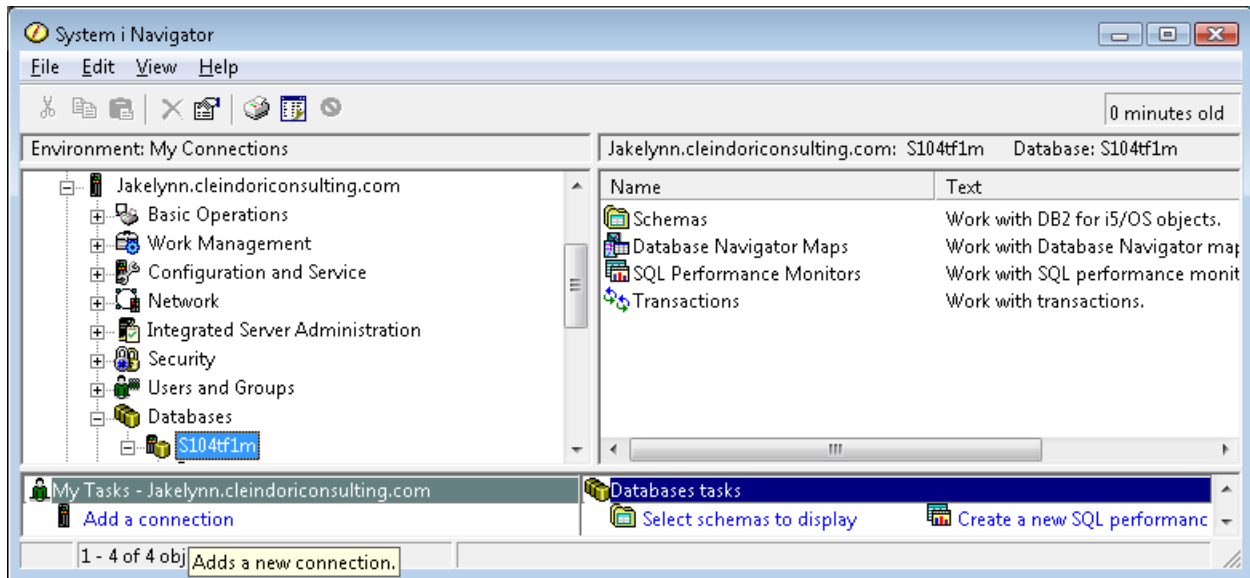 System i Navigator
File Edit View Help
0 minutes old
Environment: My Connections
Jakelynn.cleindoriconsulting.com: S104tf1m Database: S104tf1m
Jakelynn.cleindoriconsulting.com
Basic Operations
Work Management
Configuration and Service
Network
Integrated Server Administration
Security
Users and Groups
Databases
S104tf1m
Name Text
Schemas Work with DB2 for i5/OS objects.
Database Navigator Maps Work with Database Navigator map
SQL Performance Monitors Work with SQL performance monit
Transactions Work with transactions.
My Tasks - Jakelynn.cleindoriconsulting.com
Add a connection
Databases tasks
Select schemas to display Create a new SQL performanc
1 - 4 of 4 obj
Adds a new connection.